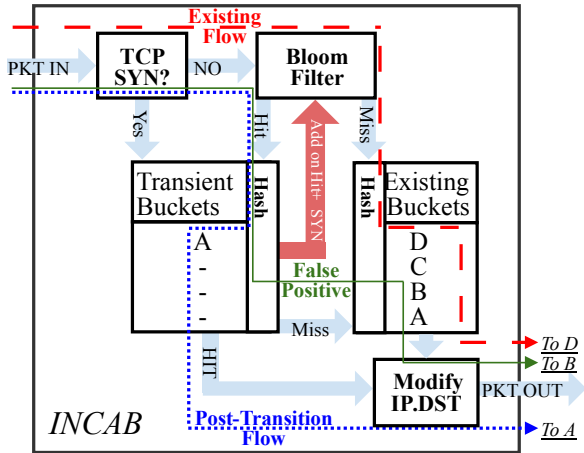 Existing
Flow
PKT IN
TCP
SYN?
NO
Bloom
Filter
Yes
Hit
Add on Hit+ SYN
Miss
Transient
Buckets
Hash
Hash
Existing
Buckets
A
-
-
-
D
C
B
A
False
Positive
Miss
HIT
To D
To B
Modify
IP.DST
PKT OUT
INCAB
Post-Transition
Flow
To A